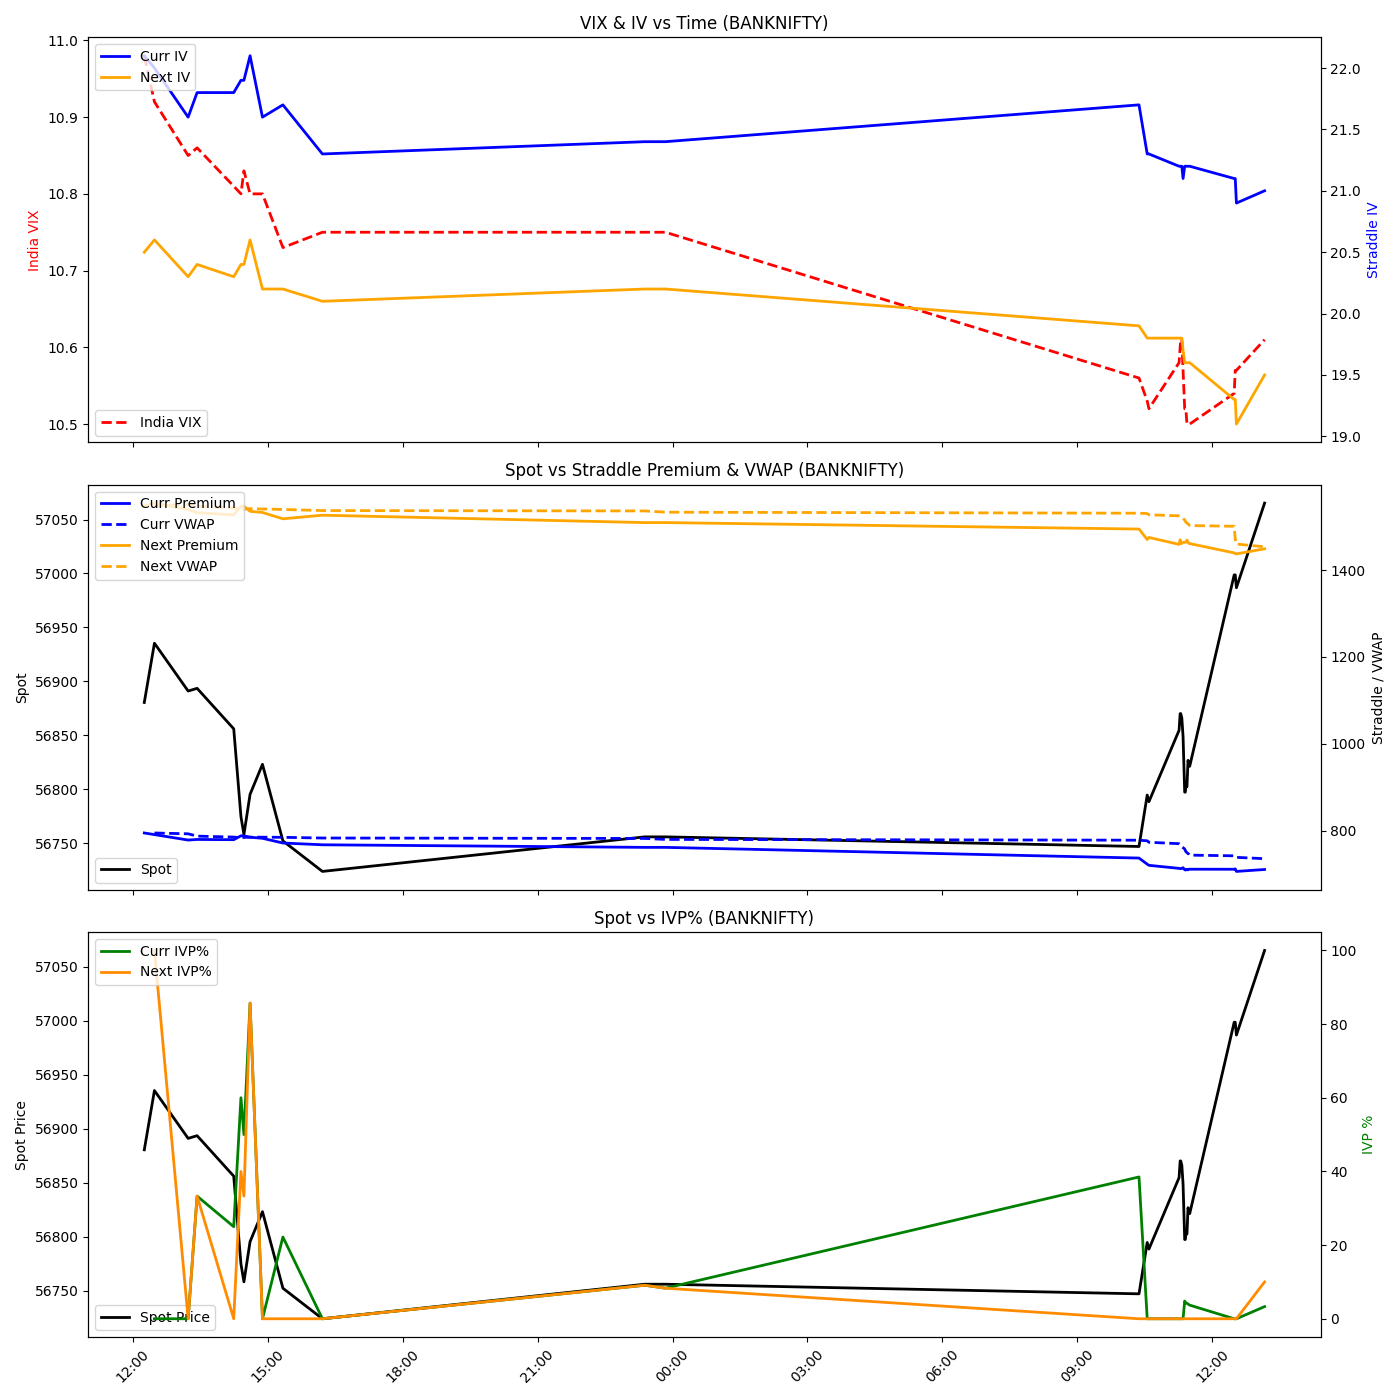 VIX & IV vs Time (BANKNIFTY)
11.0
10.9
10.8
10.7
10.6
10.5
India VIX
Curr IV
Next IV
India VIX
22.0
21.5
21.0
20.5
20.0
19.5
19.0
Straddle IV
Spot vs Straddle Premium & VWAP (BANKNIFTY)
57050
57000
56950
56900
56850
56800
56750
Spot
Curr Premium
Curr VWAP
Next Premium
Next VWAP
Spot
1400
1200
1000
800
Straddle / VWAP
Spot vs IVP% (BANKNIFTY)
57050
57000
56950
56900
56850
56800
56750
Spot Price
Curr IVP%
Next IVP%
Spot Price
100
80
60
40
20
0
IVP %
12:00
15:00
18:00
21:00
00:00
03:00
06:00
09:00
12:00